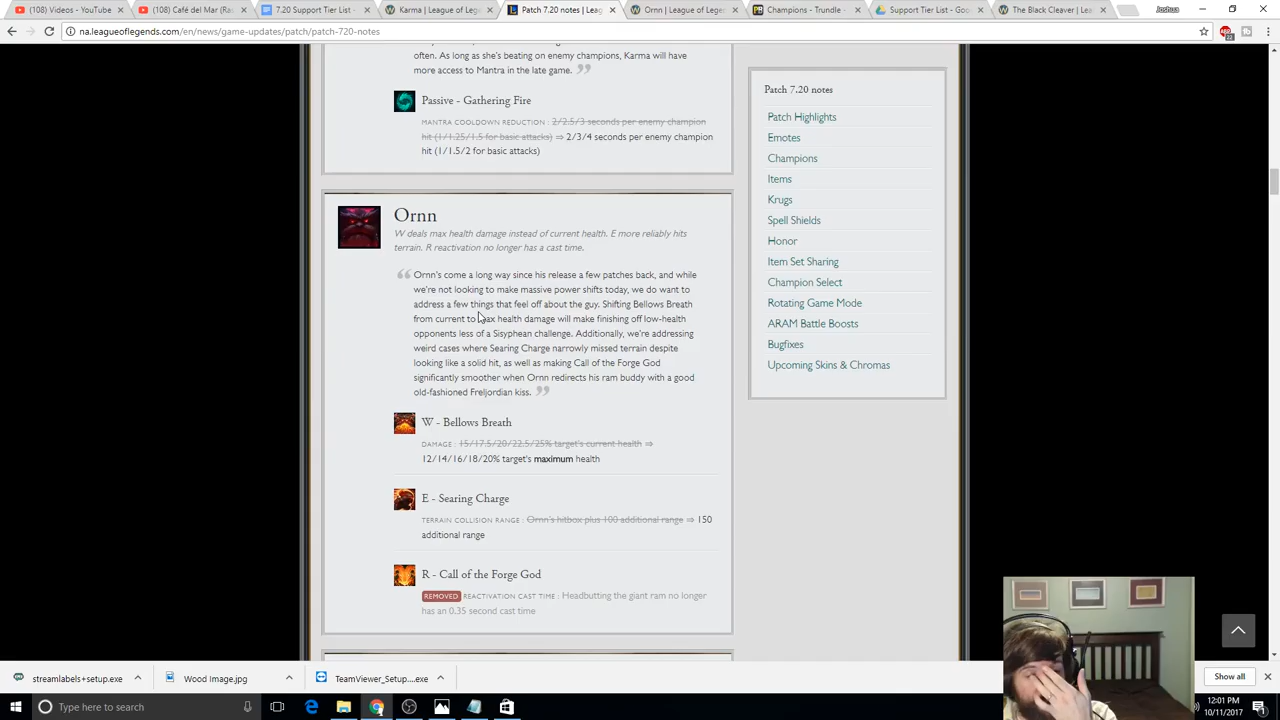 (108) Videos - YouTube
(108) Café del Mar (Ra
7.20 Support Tier List -
Karma | League of Leg
Patch 7.20 notes | Leag
Ornn | League of Leges
Champions - Trundle -
Support Tier List - Goo
The Black Cleaver | Le
Joshua
na.leagueoflegends.com/en/news/game-updates/patch/patch-720-notes
often. As long as she's beating on enemy champions, Karma will have
more access to Mantra in the late game.
Passive - Gathering Fire
MANTRA COOLDOWN REDUCTION : 2/2.5/3 seconds per enemy champion
hit (1/1.25/1.5 for basic attacks) ⇒ 2/3/4 seconds per enemy champion
hit (1/1.5/2 for basic attacks)
Ornn
W deals max health damage instead of current health. E more reliably hits
terrain. R reactivation no longer has a cast time.
Ornn's come a long way since his release a few patches back, and while
we're not looking to make massive power shifts today, we do want to
address a few things that feel off about the guy. Shifting Bellows Breath
from current to max health damage will make finishing off low-health
opponents less of a Sisyphean challenge. Additionally, we're addressing
weird cases where Searing Charge narrowly missed terrain despite
looking like a solid hit, as well as making Call of the Forge God
significantly smoother when Ornn redirects his ram buddy with a good
old-fashioned Freljordian kiss.
W - Bellows Breath
DAMAGE : 15/17.5/20/22.5/25% target's current health ⇒
12/14/16/18/20% target's maximum health
E - Searing Charge
TERRAIN COLLISION RANGE : Ornn's hitbox plus 100 additional range ⇒ 150
additional range
R - Call of the Forge God
REMOVED REACTIVATION CAST TIME : Headbutting the giant ram no longer
has an 0.35 second cast time
Patch 7.20 notes
Patch Highlights
Emotes
Champions
Items
Krugs
Spell Shields
Honor
Item Set Sharing
Champion Select
Rotating Game Mode
ARAM Battle Boosts
Bugfixes
Upcoming Skins & Chromas
streamlabels+setup.exe
Wood Image.jpg
TeamViewer_Setup....exe
Show all
Type here to search
12:01 PM
10/11/2017